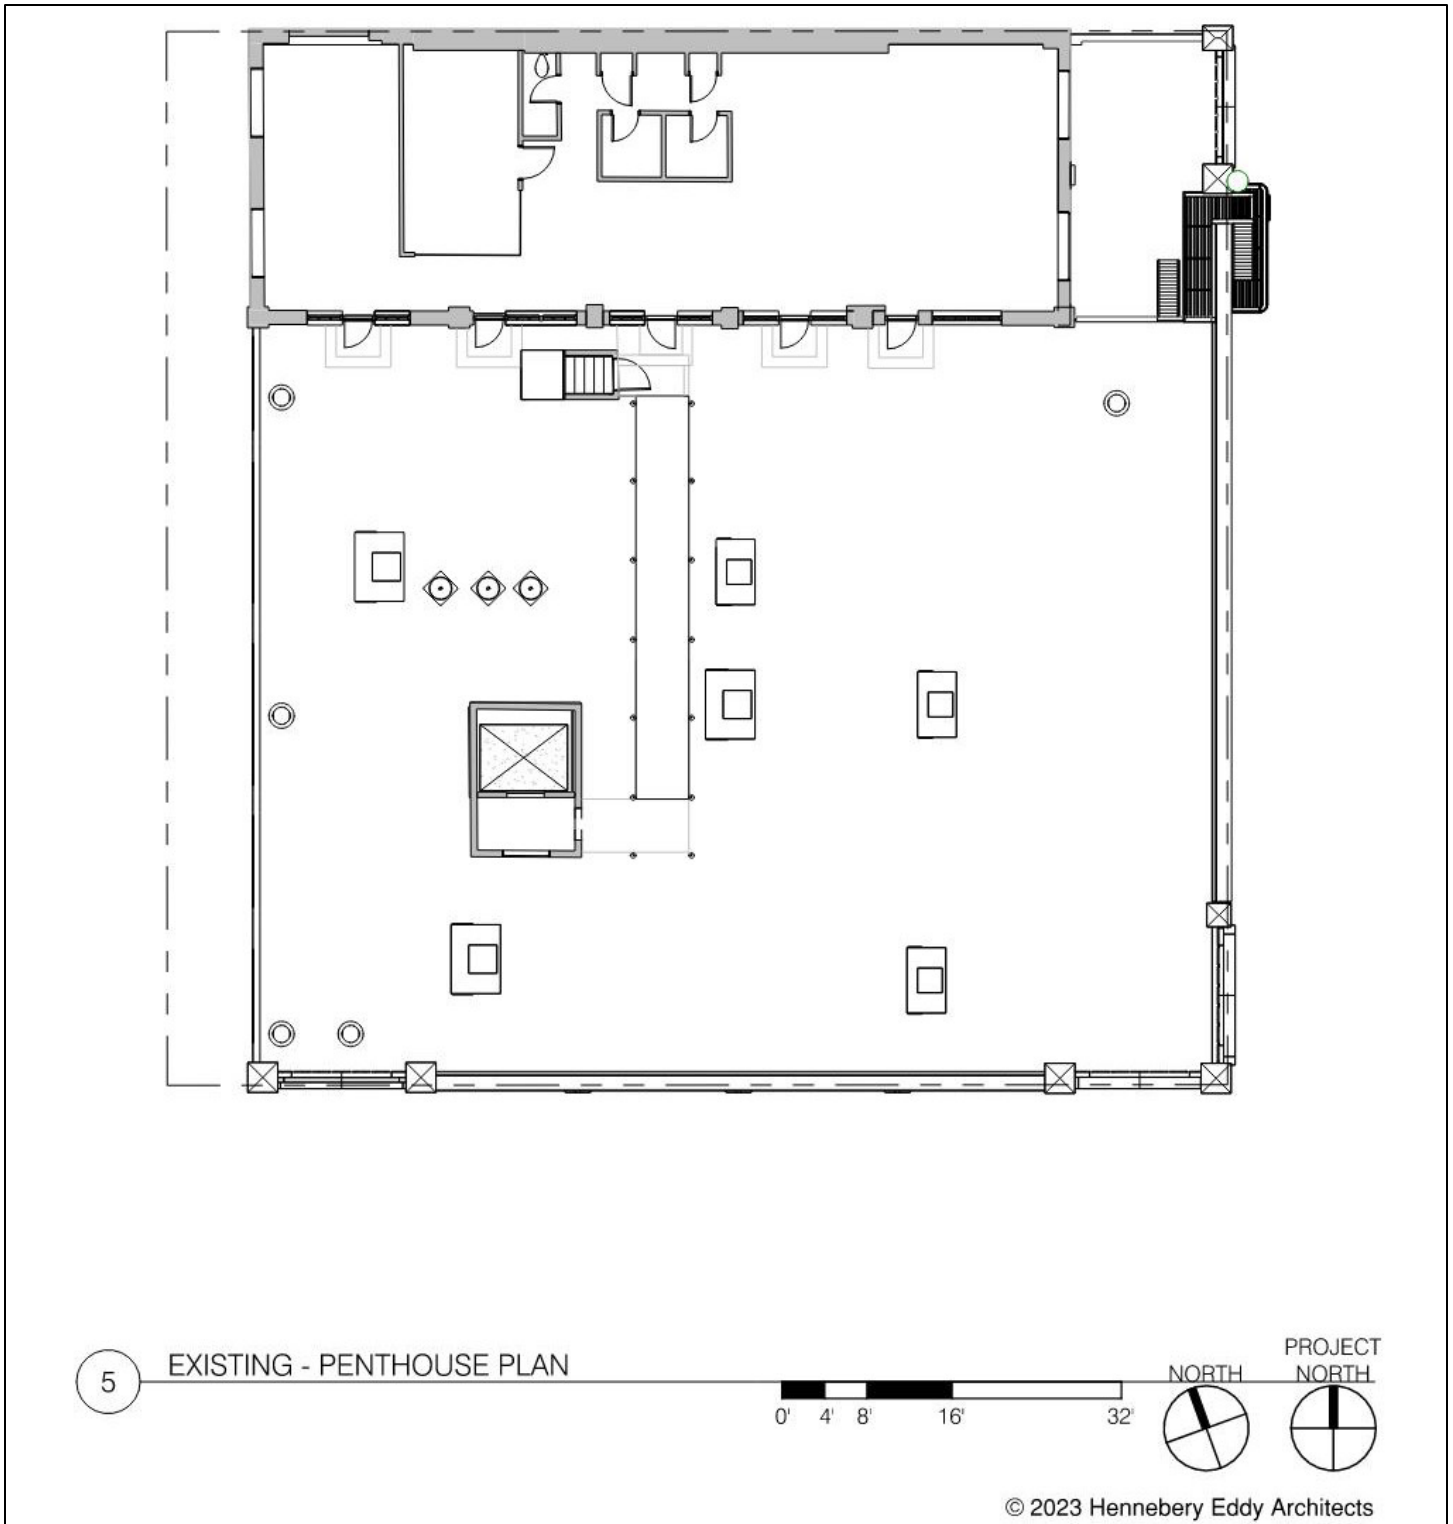 5 EXISTING - PENTHOUSE PLAN
0' 4' 8' 16' 32'
NORTH
PROJECT
NORTH
© 2023 Hennebery Eddy Architects